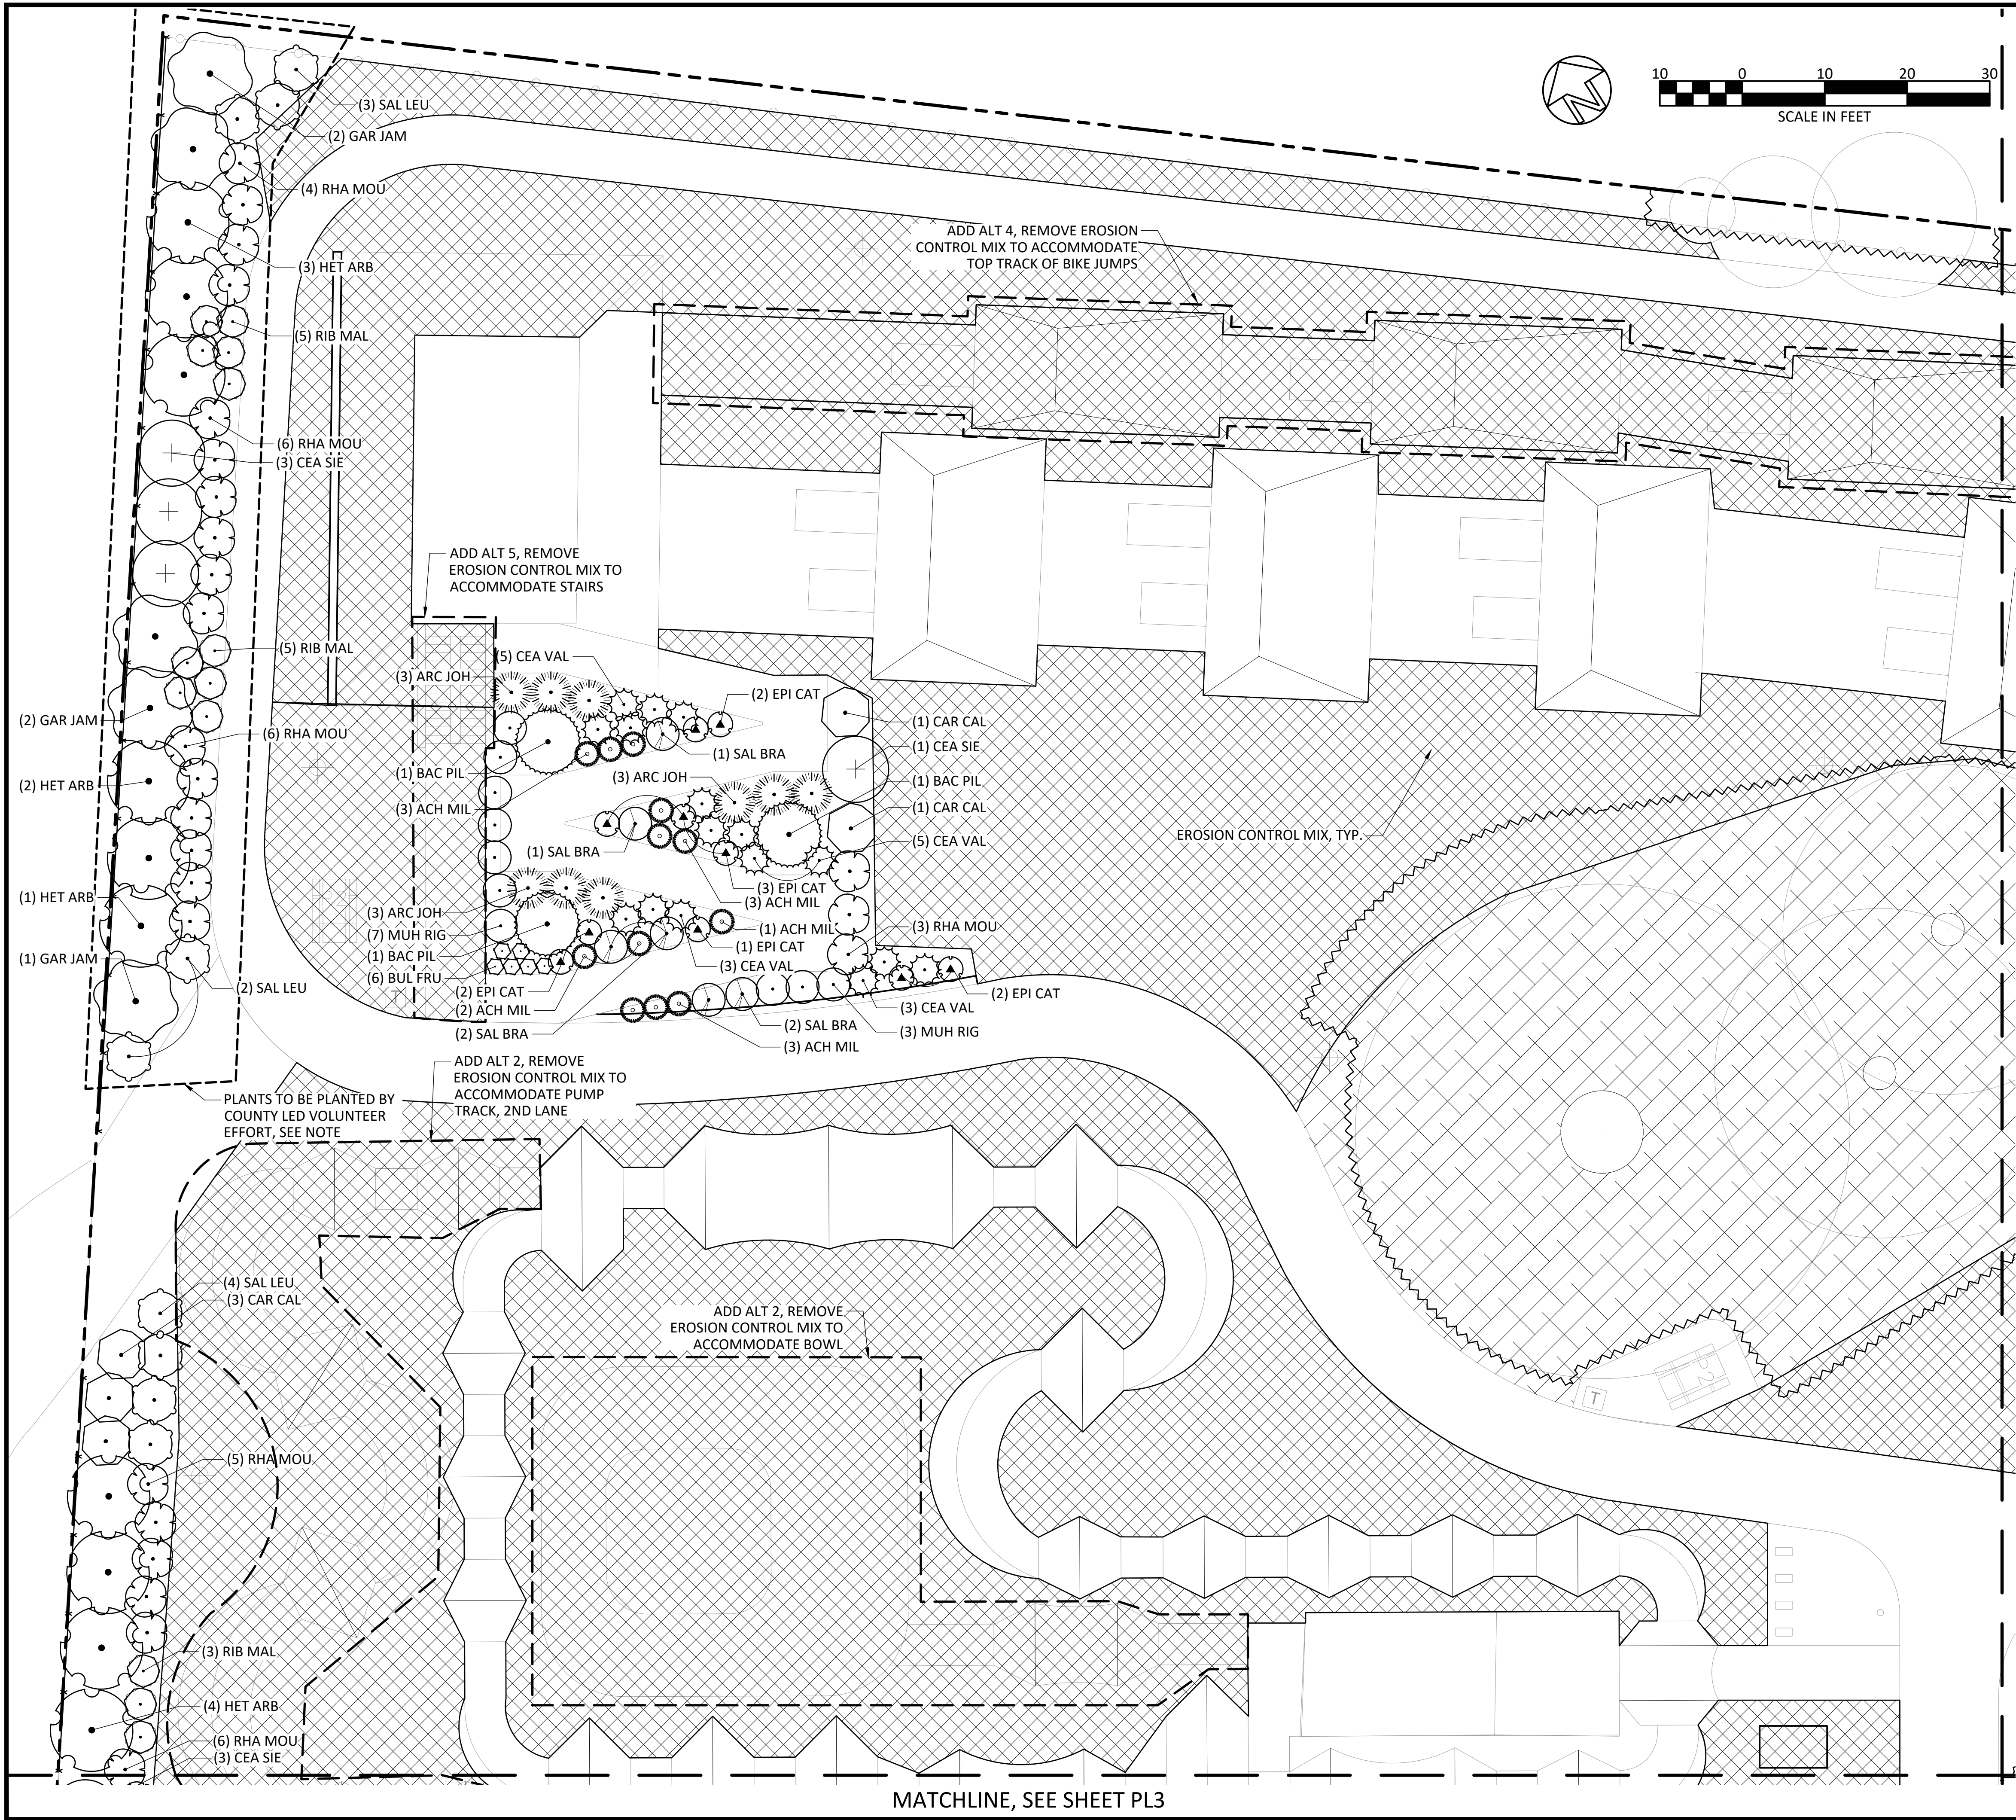 10 0 10 20 30
SCALE IN FEET
(3) SAL LEU
(2) GAR JAM
(4) RHA MOU
(3) HET ARB
(5) RIB MAL
(6) RHA MOU
(3) CEA SIE
ADD ALT 4, REMOVE EROSION
CONTROL MIX TO ACCOMMODATE
TOP TRACK OF BIKE JUMPS
ADD ALT 5, REMOVE
EROSION CONTROL MIX TO
ACCOMMODATE STAIRS
(5) RIB MAL
(2) GAR JAM
(6) RHA MOU
(2) HET ARB
(1) HET ARB
(1) GAR JAM
(2) SAL LEU
(5) CEA VAL
(3) ARC JOH
(2) EPI CAT
(1) SAL BRA
(1) BAC PIL
(3) ARC JOH
(3) ACH MIL
(1) SAL BRA
(1) CAR CAL
(1) CEA SIE
(1) BAC PIL
(1) CAR CAL
(5) CEA VAL
EROSION CONTROL MIX, TYP.
(3) EPI CAT
(3) ACH MIL
(3) ARC JOH
(7) MUH RIG
(1) BAC PIL
(6) BUL FRU
(2) EPI CAT
(2) ACH MIL
(2) SAL BRA
(1) ACH MIL
(1) EPI CAT
(3) CEA VAL
(3) RHA MOU
(2) EPI CAT
(3) CEA VAL
(3) MUH RIG
(2) SAL BRA
(3) ACH MIL
PLANTS TO BE PLANTED BY
COUNTY LED VOLUNTEER
EFFORT, SEE NOTE
ADD ALT 2, REMOVE
EROSION CONTROL MIX TO
ACCOMMODATE PUMP
TRACK, 2ND LANE
ADD ALT 2, REMOVE
EROSION CONTROL MIX TO
ACCOMMODATE BOWL
T
T
(4) SAL LEU
(3) CAR CAL
(5) RHA MOU
(3) RIB MAL
(4) HET ARB
(6) RHA MOU
(3) CEA SIE
MATCHLINE, SEE SHEET PL3